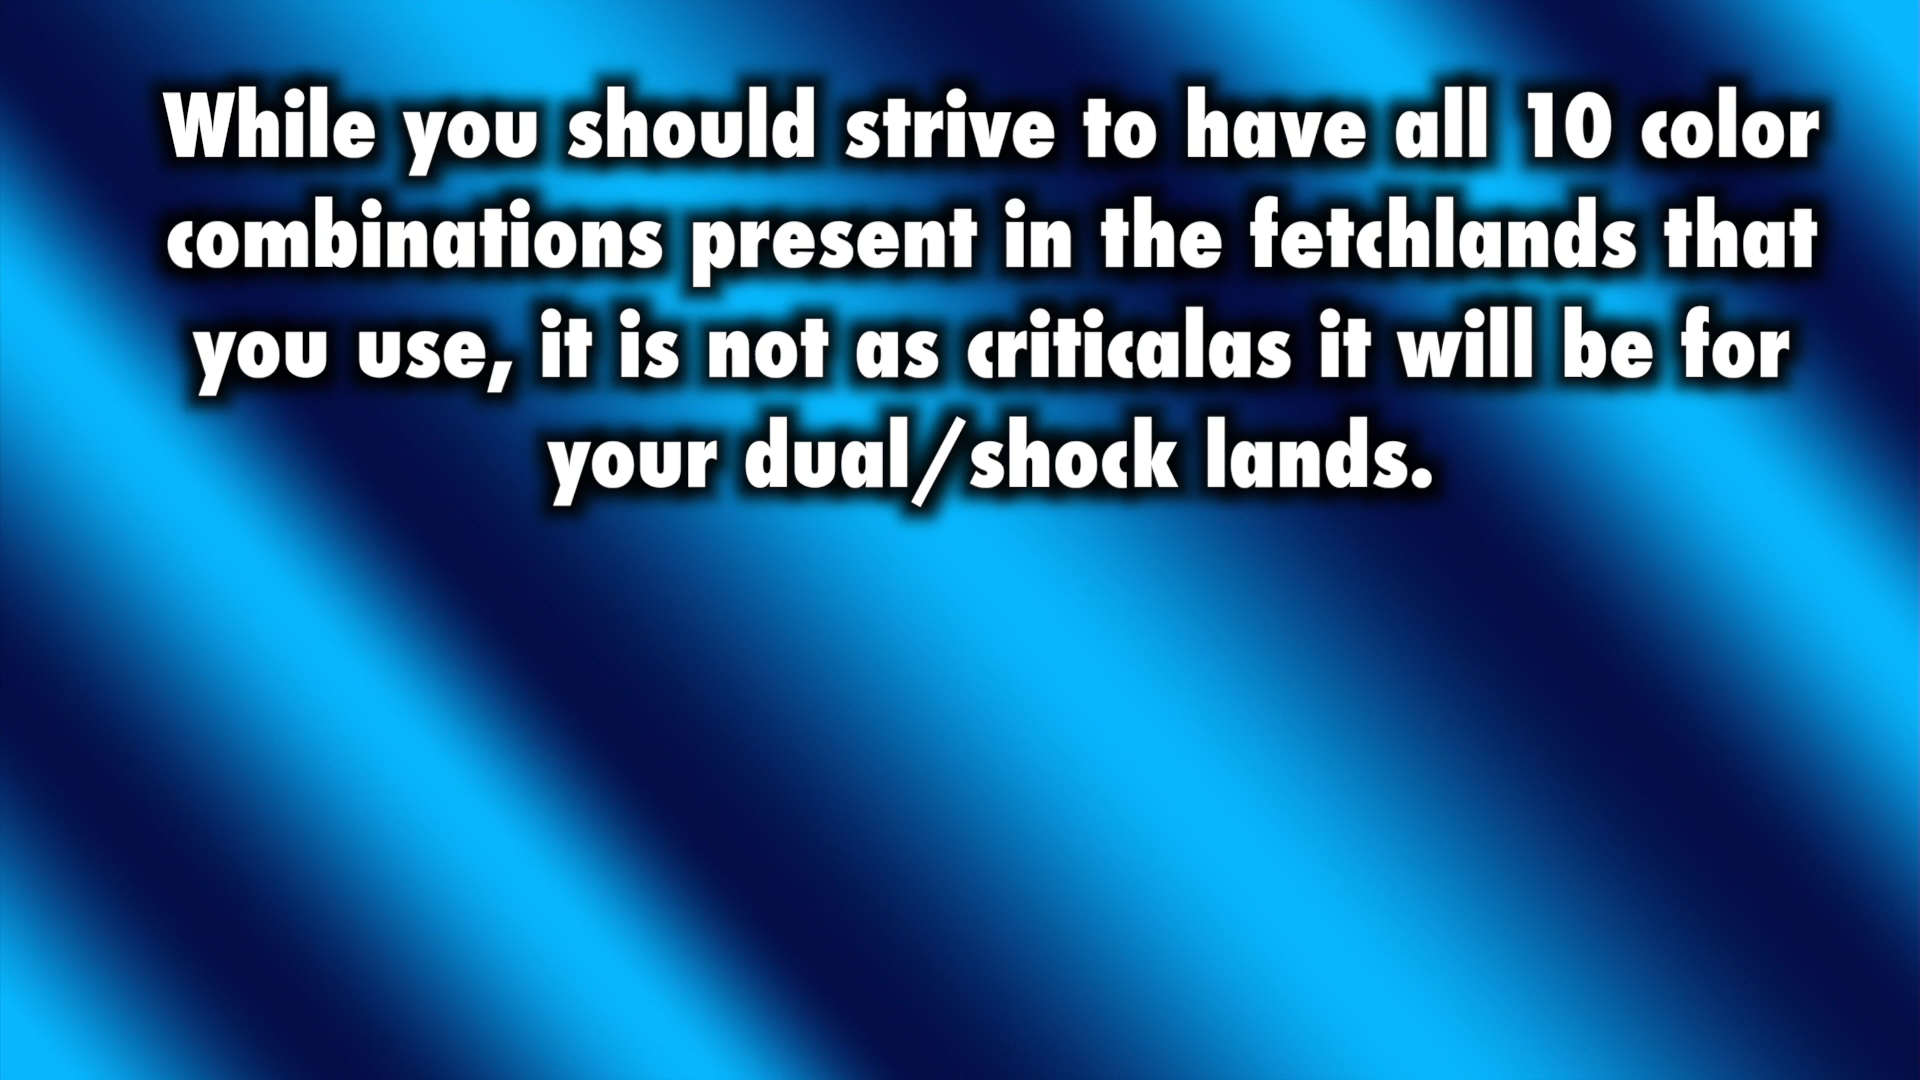 While you should strive to have all 10 color
combinations present in the fetchlands that
you use, it is not as criticalas it will be for
your dual/shock lands.